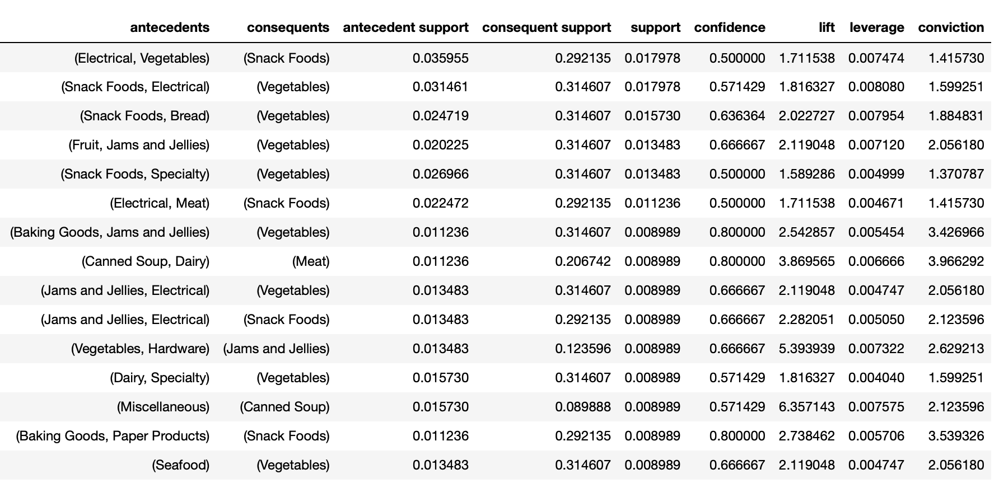 antecedents consequents antecedent support consequent support support confidence lift leverage conviction
(Electrical, Vegetables) (Snack Foods) 0.035955 0.292135 0.017978 0.500000 1.711538 0.007474 1.415730
(Snack Foods, Electrical) (Vegetables) 0.031461 0.314607 0.017978 0.571429 1.816327 0.008080 1.599251
(Snack Foods, Bread) (Vegetables) 0.024719 0.314607 0.015730 0.636364 2.022727 0.007954 1.884831
(Fruit, Jams and Jellies) (Vegetables) 0.020225 0.314607 0.013483 0.666667 2.119048 0.007120 2.056180
(Snack Foods, Specialty) (Vegetables) 0.026966 0.314607 0.013483 0.500000 1.589286 0.004999 1.370787
(Electrical, Meat) (Snack Foods) 0.022472 0.292135 0.011236 0.500000 1.711538 0.004671 1.415730
(Baking Goods, Jams and Jellies) (Vegetables) 0.011236 0.314607 0.008989 0.800000 2.542857 0.005454 3.426966
(Canned Soup, Dairy) (Meat) 0.011236 0.206742 0.008989 0.800000 3.869565 0.006666 3.966292
(Jams and Jellies, Electrical) (Vegetables) 0.013483 0.314607 0.008989 0.666667 2.119048 0.004747 2.056180
(Jams and Jellies, Electrical) (Snack Foods) 0.013483 0.292135 0.008989 0.666667 2.282051 0.005050 2.123596
(Vegetables, Hardware) (Jams and Jellies) 0.013483 0.123596 0.008989 0.666667 5.393939 0.007322 2.629213
(Dairy, Specialty) (Vegetables) 0.015730 0.314607 0.008989 0.571429 1.816327 0.004040 1.599251
(Miscellaneous) (Canned Soup) 0.015730 0.089888 0.008989 0.571429 6.357143 0.007575 2.123596
(Baking Goods, Paper Products) (Snack Foods) 0.011236 0.292135 0.008989 0.800000 2.738462 0.005706 3.539326
(Seafood) (Vegetables) 0.013483 0.314607 0.008989 0.666667 2.119048 0.004747 2.056180